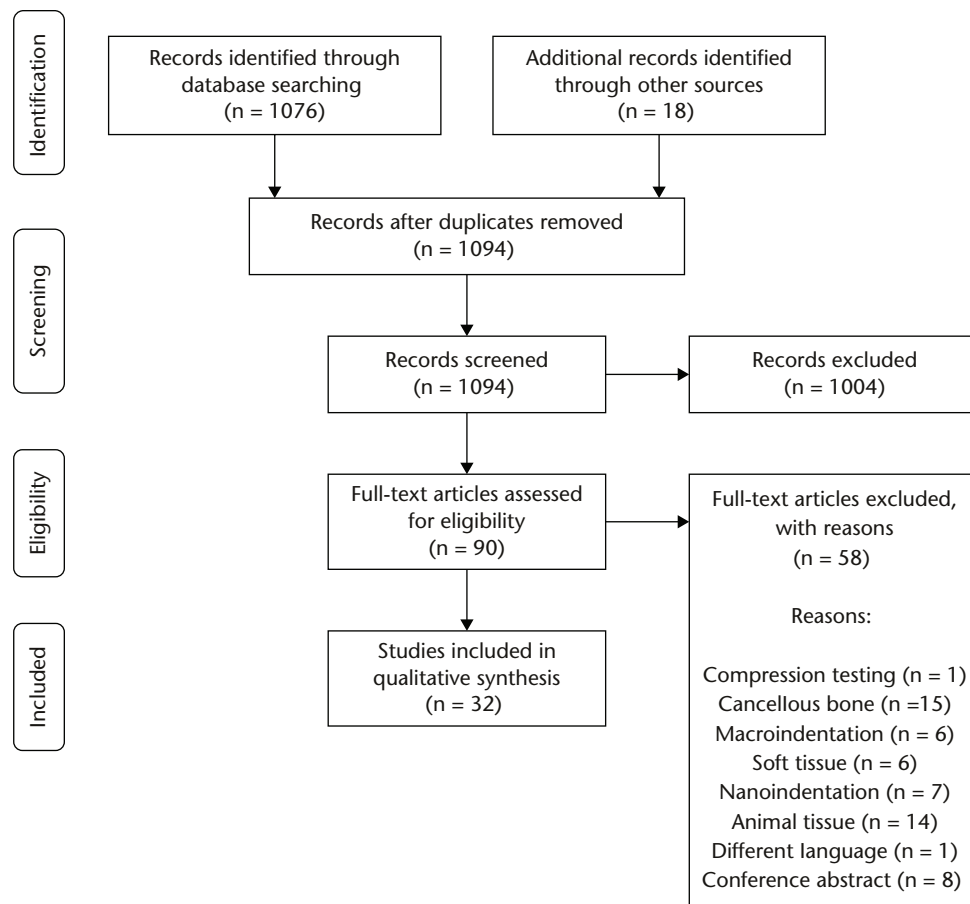 Identification
Records identified through
database searching
(n = 1076)
Additional records identified
through other sources
(n = 18)
Screening
Records after duplicates removed
(n = 1094)
Records screened
(n = 1094)
Records excluded
(n = 1004)
Eligibility
Full-text articles assessed
for eligibility
(n = 90)
Full-text articles excluded,
with reasons
(n = 58)
Reasons:
Compression testing (n = 1)
Cancellous bone (n =15)
Macroindentation (n = 6)
Soft tissue (n = 6)
Nanoindentation (n = 7)
Animal tissue (n = 14)
Different language (n = 1)
Conference abstract (n = 8)
Included
Studies included in
qualitative synthesis
(n = 32)